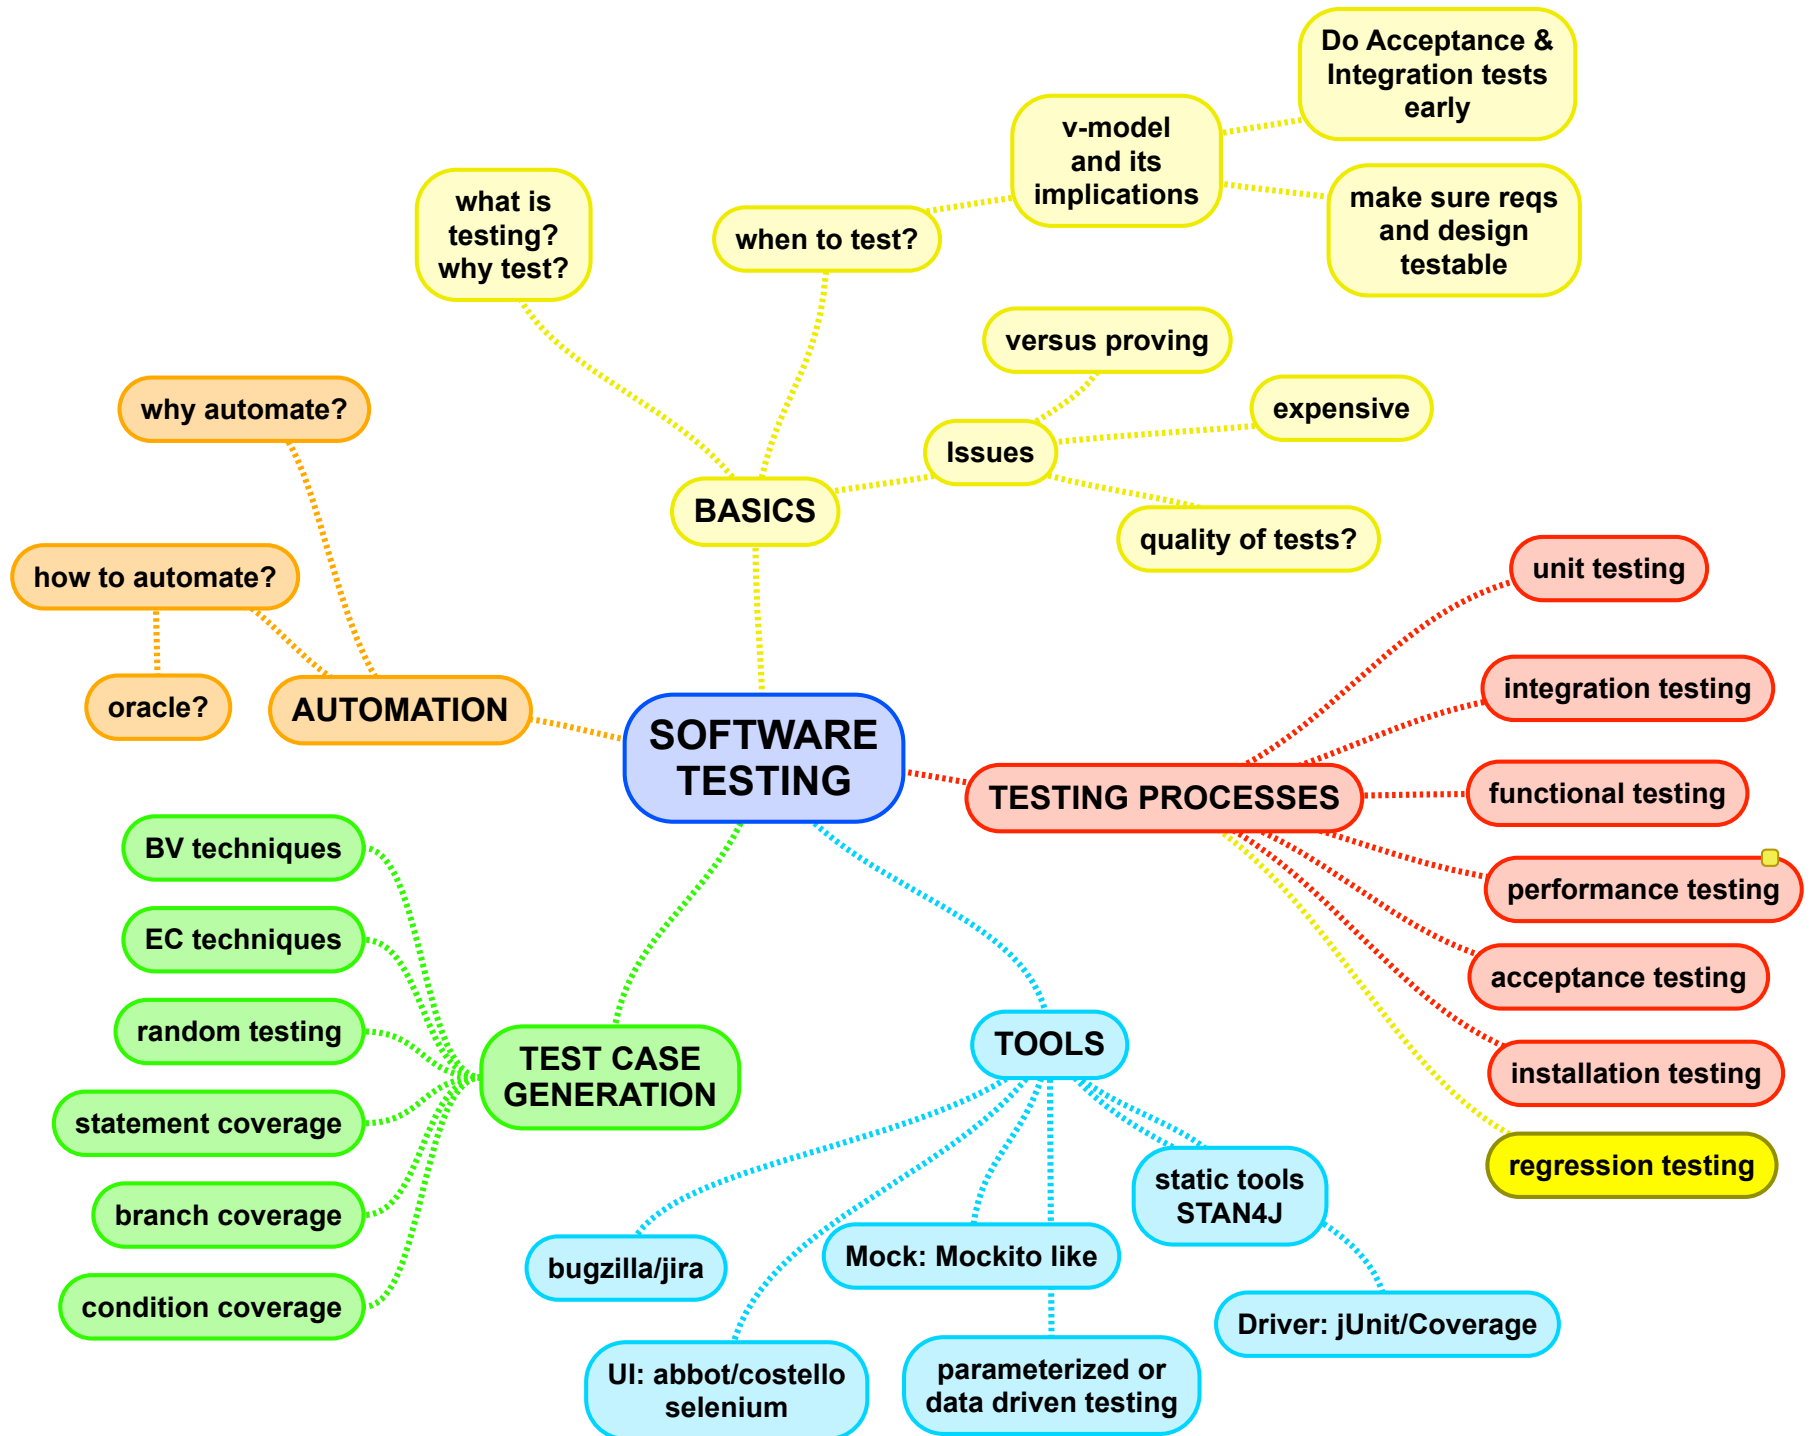 Do Acceptance &
Integration tests
early
v-model
and its
implications
make sure reqs
and design
testable
what is
testing?
why test?
when to test?
versus proving
expensive
Issues
quality of tests?
BASICS
why automate?
how to automate?
oracle?
AUTOMATION
SOFTWARE
TESTING
TESTING PROCESSES
unit testing
integration testing
functional testing
performance testing
acceptance testing
installation testing
regression testing
BV techniques
EC techniques
random testing
statement coverage
branch coverage
condition coverage
TEST CASE
GENERATION
TOOLS
static tools
STAN4J
bugzilla/jira
Mock: Mockito like
Driver: jUnit/Coverage
UI: abbot/costello
selenium
parameterized or
data driven testing